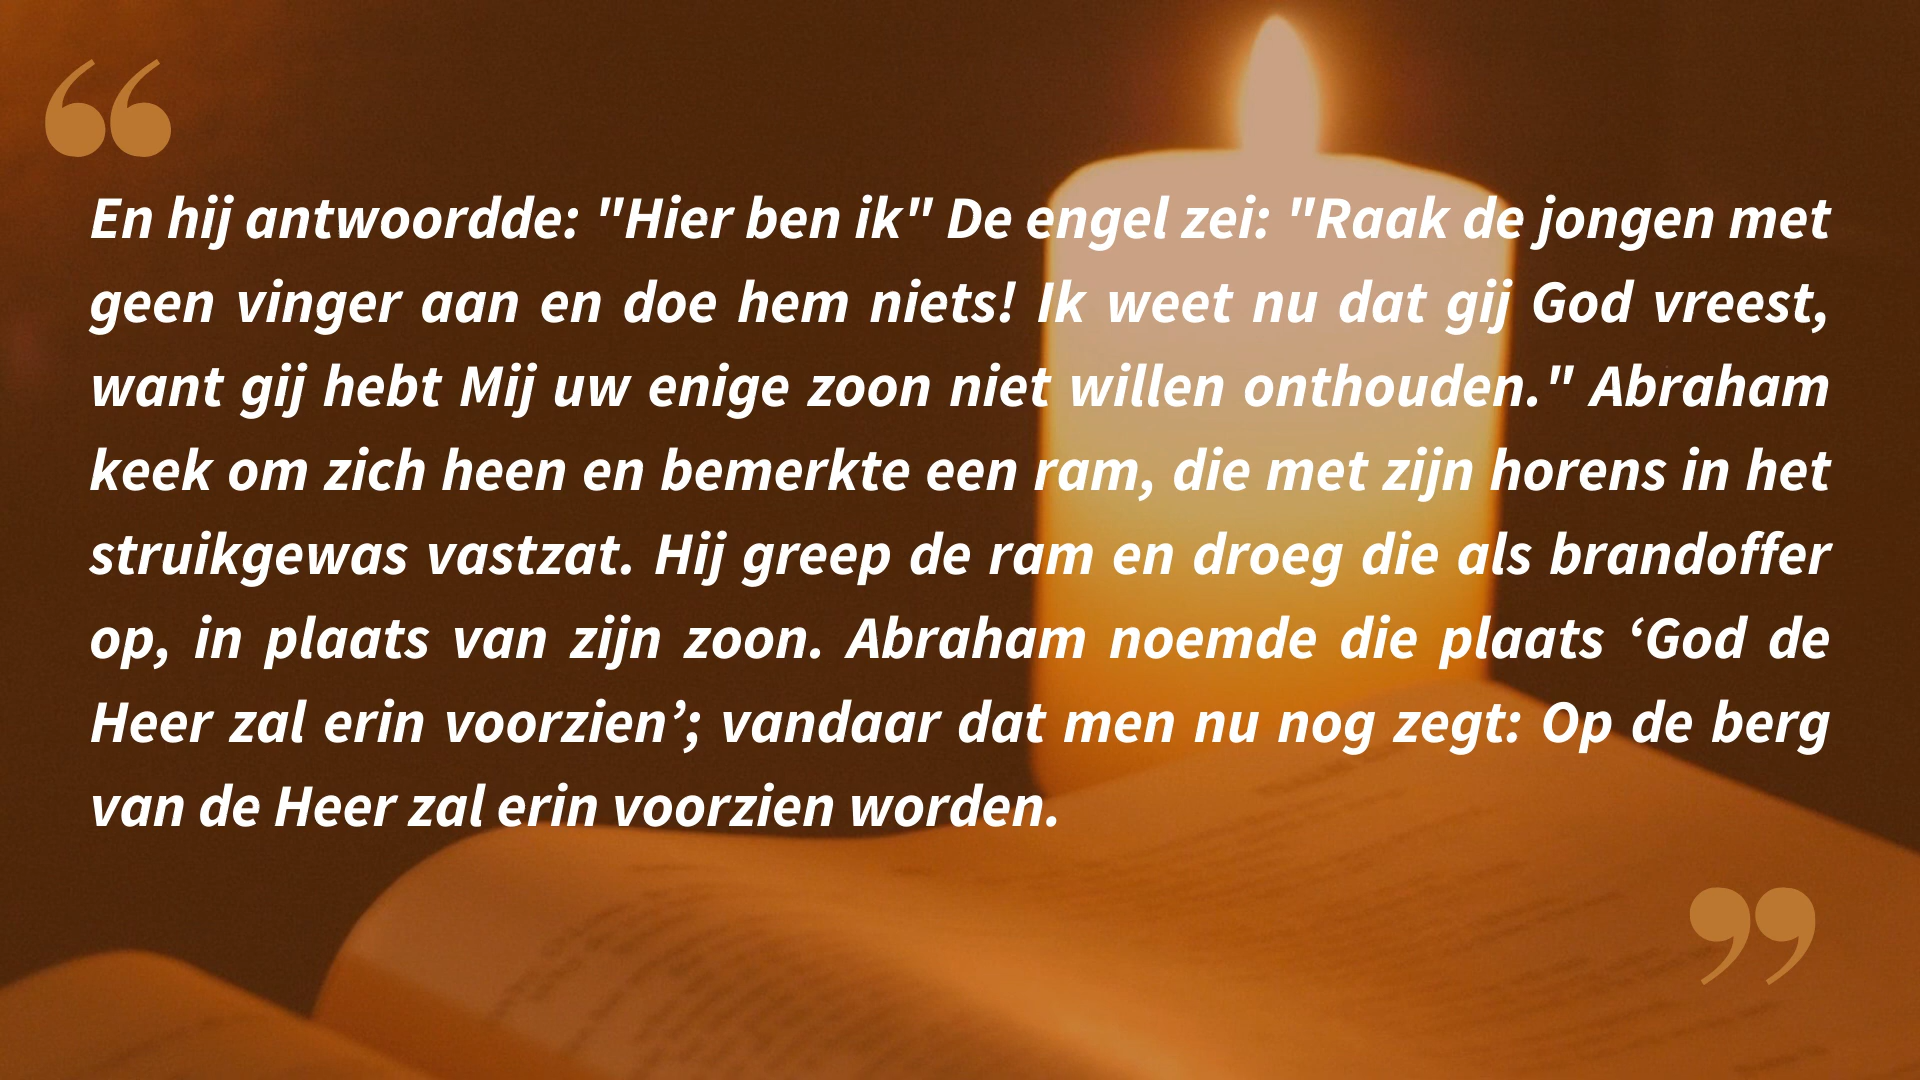 “
En hij antwoordde: "Hier ben ik" De engel zei: "Raak de jongen met
geen vinger aan en doe hem niets! Ik weet nu dat gij God vreest,
want gij hebt Mij uw enige zoon niet willen onthouden." Abraham
keek om zich heen en bemerkte een ram, die met zijn horens in het
struikgewas vastzat. Hij greep de ram en droeg die als brandoffer
op, in plaats van zijn zoon. Abraham noemde die plaats ‘God de
Heer zal erin voorzien’; vandaar dat men nu nog zegt: Op de berg
van de Heer zal erin voorzien worden.
”